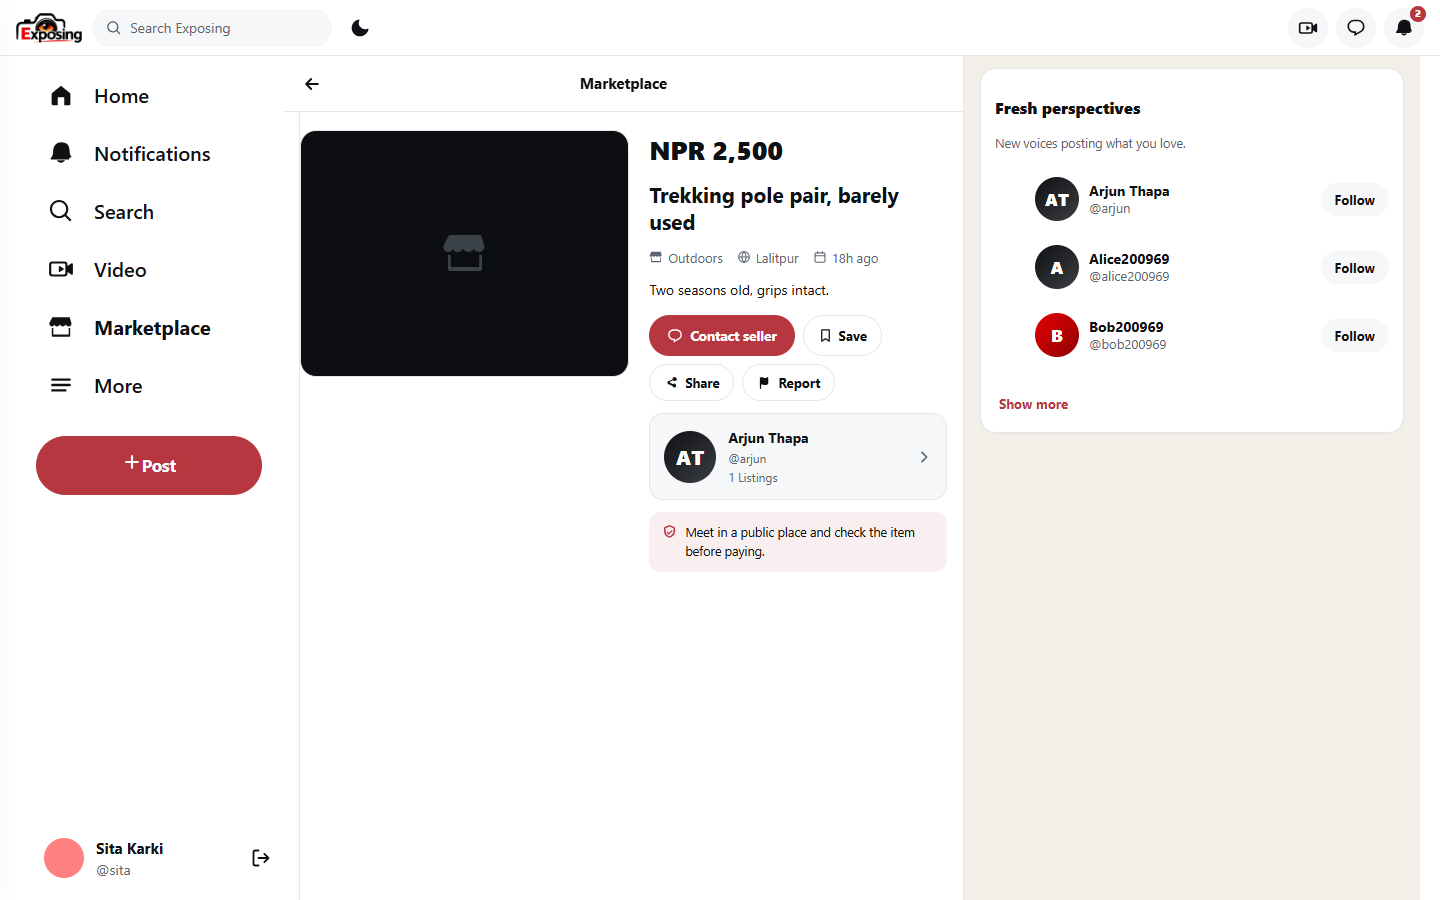 Exposing
Search Exposing
2
Home
Notifications
Search
Video
Marketplace
More
Post
Sita Karki
@sita
Marketplace
NPR 2,500
Trekking pole pair, barely
used
Outdoors Lalitpur 18h ago
Two seasons old, grips intact.
Contact seller Save
Share Report
AT
Arjun Thapa
@arjun
1 Listings
Meet in a public place and check the item
before paying.
Fresh perspectives
New voices posting what you love.
AT
Arjun Thapa
@arjun
Follow
A
Alice200969
@alice200969
Follow
B
Bob200969
@bob200969
Follow
Show more